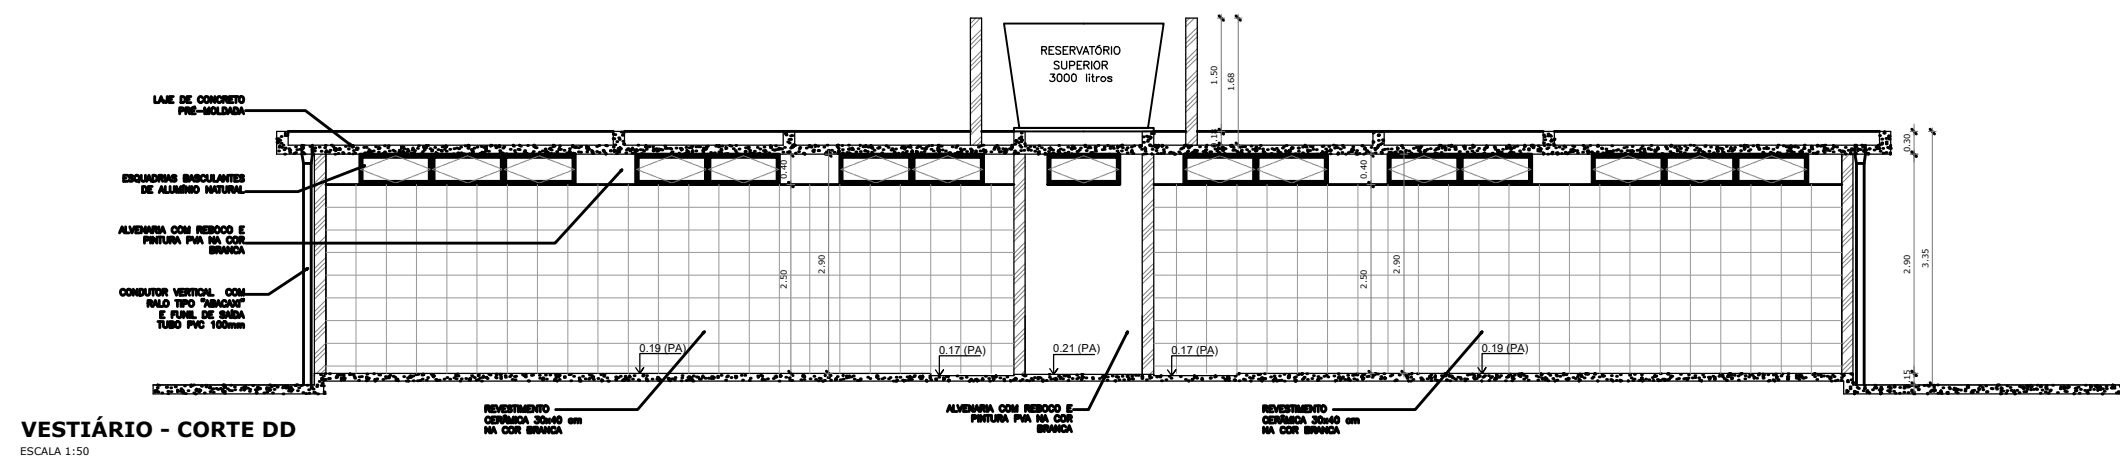 RESERVATÓRIO
SUPERIOR
3000 litros
1.50
1.68
.18
LAJE DE CONCRETO
PRÉ-MOLDADA
ESQUADRIAS BASCULANTES
DE ALUMÍNIO NATURAL
ALVENARIA COM REBOCO E
PINTURA PVA NA COR
BRANCA
CONDUTOR VERTICAL COM
RALO TIPO "ABACAXI"
E FUNIL DE SAÍDA
TUBO PVC 100mm
0.40
2.50
2.90
0.40
2.50
2.90
0.30
2.90
3.35
.15
0.19 (PA)
0.17 (PA)
0.21 (PA)
0.17 (PA)
0.19 (PA)
REVESTIMENTO
CERÂMICA 30x40 cm
NA COR BRANCA
ALVENARIA COM REBOCO E
PINTURA PVA NA COR
BRANCA
REVESTIMENTO
CERÂMICA 30x40 cm
NA COR BRANCA
VESTIÁRIO - CORTE DD
ESCALA 1:50